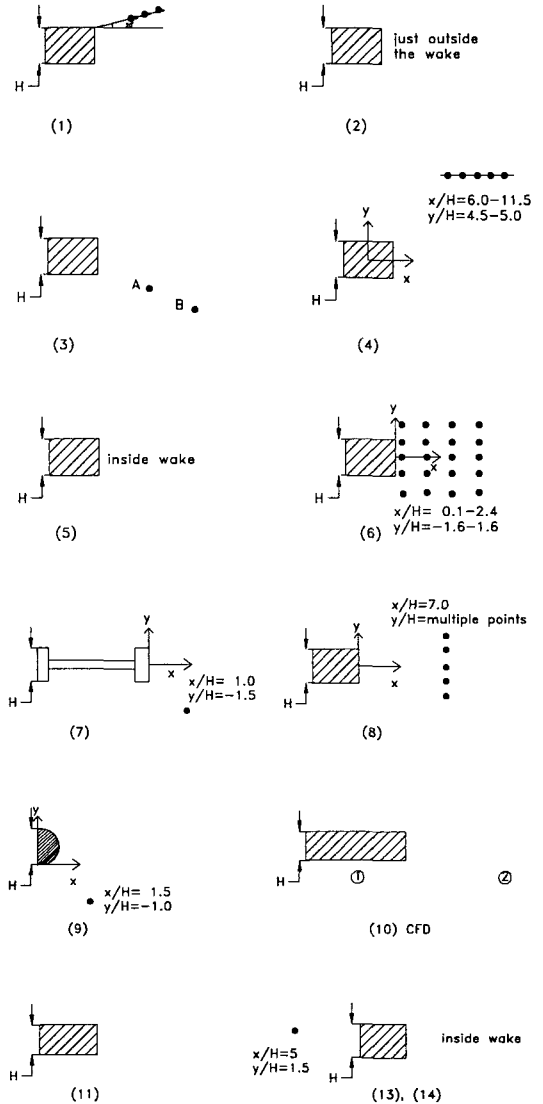 H
(1)
just outside
the wake
H
(2)
H
A
B
(3)
y
x
H
x/H=6.0-11.5
y/H=4.5-5.0
(4)
inside wake
H
(5)
y
x
H
x/H= 0.1-2.4
y/H=-1.6-1.6
(6)
y
x
H
x/H= 1.0
y/H=-1.5
(7)
x/H=7.0
y/H=multiple points
y
x
H
(8)
y
x
H
x/H= 1.5
y/H=-1.0
(9)
H
1
2
(10) CFD
H
(11)
x/H=5
y/H=1.5
H
inside wake
(13), (14)